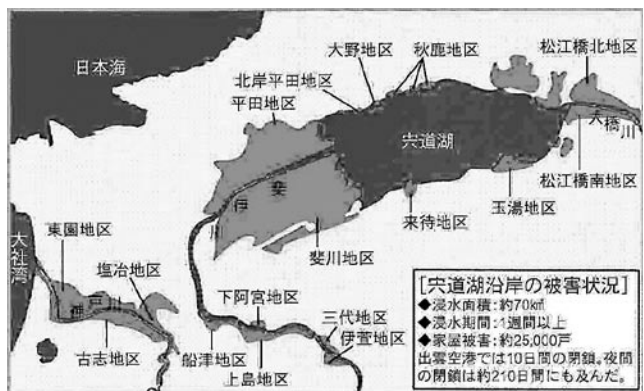 日本海
大野地区
秋鹿地区
松江橋北地区
北岸平田地区
平田地区
宍道湖
大橋川
松江橋南地区
玉湯地区
来待地区
斐伊川
斐川地区
大社湾
東園地区
塩冶地区
神戸川
古志地区
下阿宮地区
三代地区
伊萱地区
船津地区
上島地区
[宍道湖沿岸の被害状況]
◆浸水面積:約70k㎡
◆浸水期間:1週間以上
◆家屋被害:約25,000戸
出雲空港では10日間の閉鎖。夜間
の閉鎖は約210日間にも及んだ。